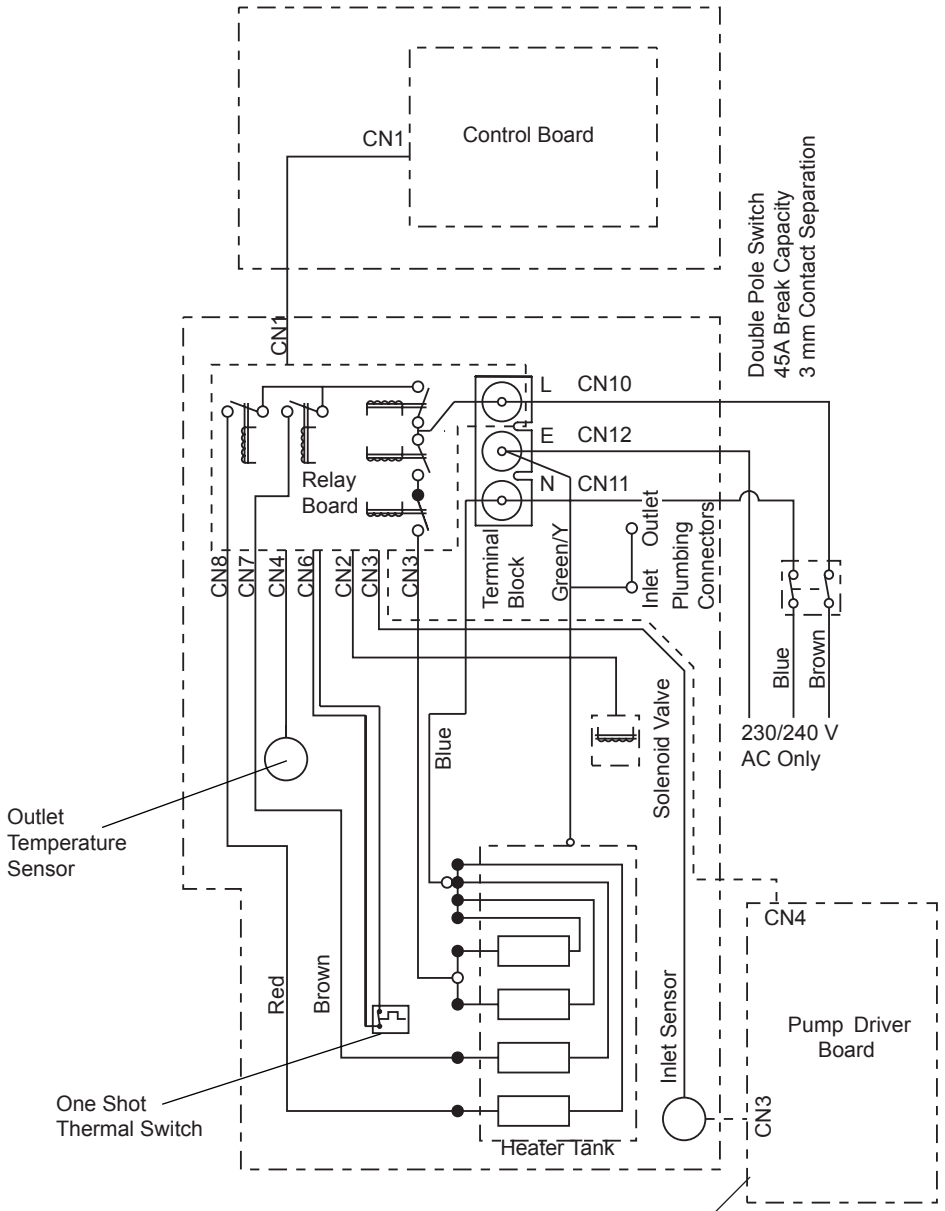 CN1
Control Board
Double Pole Switch
45A Break Capacity
3 mm Contact Separation
CN1
L
CN10
E
CN12
N
CN11
Relay
Board
CN8
CN7
CN4
CN6
CN2
CN3
CN3
Terminal
Block
Green/Y
Inlet Outlet
Plumbing
Connectors
Blue
Brown
230/240 V
AC Only
Blue
Solenoid Valve
Outlet
Temperature
Sensor
CN4
Red
Brown
Inlet Sensor
Pump Driver
Board
CN3
One Shot
Thermal Switch
Heater Tank